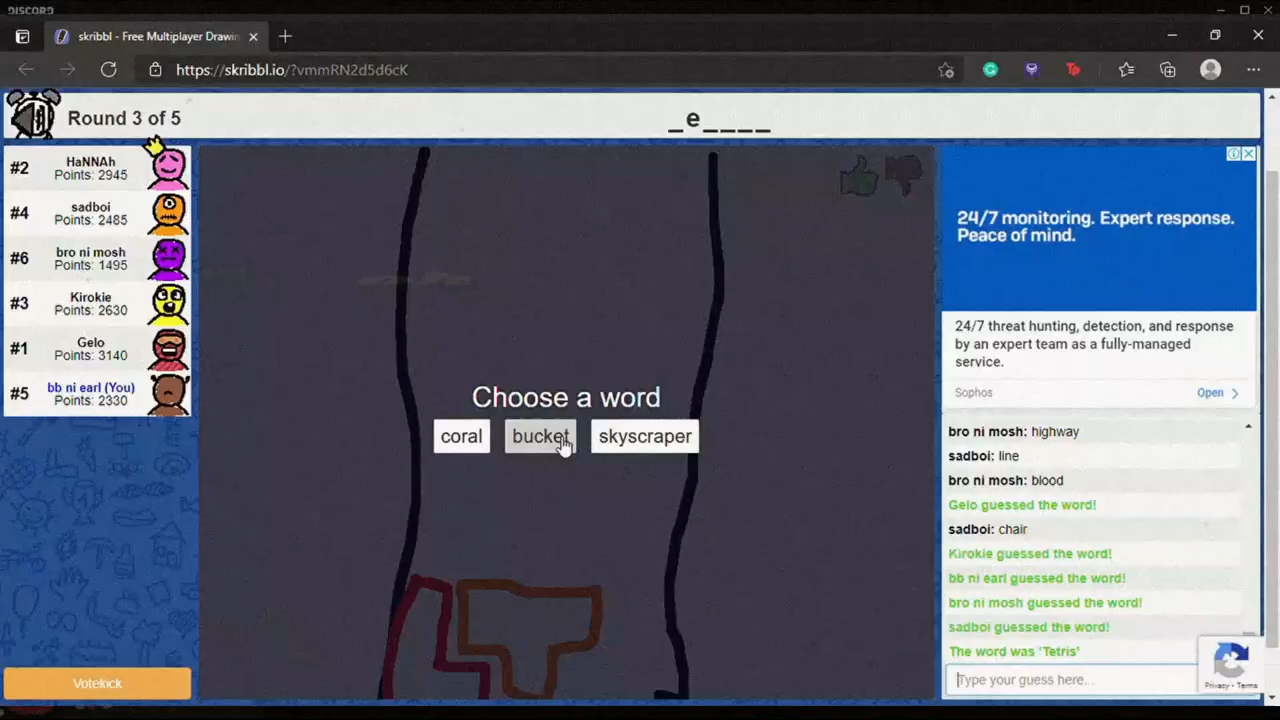 DISCORD
skribbl - Free Multiplayer Drawin
https://skribbl.io/?vmmRN2d5d6cK
Round 3 of 5
_e____
#2 HaNNAh
Points: 2945
#4 sadboi
Points: 2485
#6 bro ni mosh
Points: 1495
#3 Kirokie
Points: 2630
#1 Gelo
Points: 3140
#5 bb ni earl (You)
Points: 2330
Votekick
Choose a word
coral bucket skyscraper
24/7 monitoring. Expert response.
Peace of mind.
24/7 threat hunting, detection, and response
by an expert team as a fully-managed
service.
Sophos Open
bro ni mosh: highway
sadboi: line
bro ni mosh: blood
Gelo guessed the word!
sadboi: chair
Kirokie guessed the word!
bb ni earl guessed the word!
bro ni mosh guessed the word!
sadboi guessed the word!
The word was 'Tetris'
Type your guess here...
Privacy - Terms